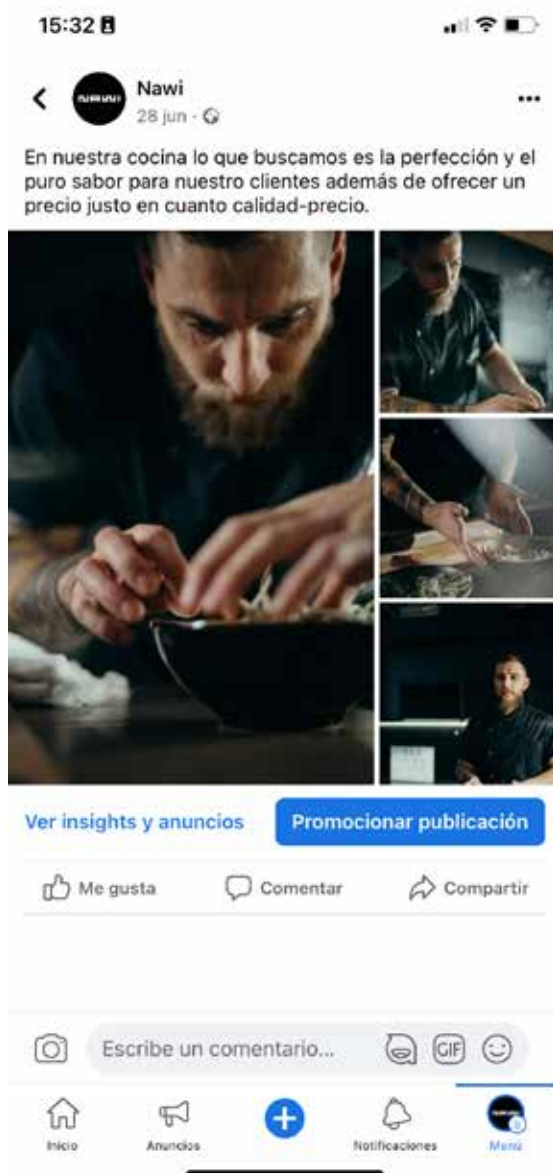 15:32
Nawi
28 jun ·
En nuestra cocina lo que buscamos es la perfección y el
puro sabor para nuestro clientes además de ofrecer un
precio justo en cuanto calidad-precio.
Ver insights y anuncios
Promocionar publicación
Me gusta
Comentar
Compartir
Escribe un comentario...
GIF
Inicio
Anuncios
Notificaciones
Menú